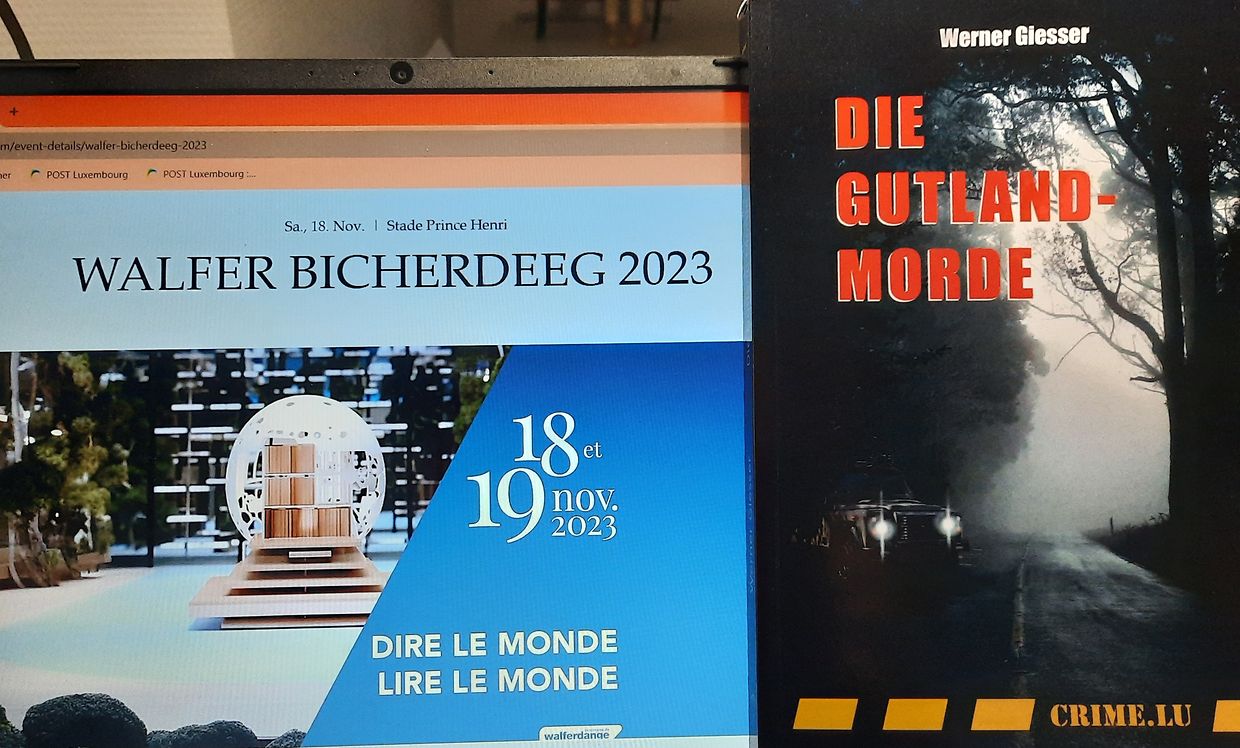 +
m/event-details/walfer-bicherdeeg-2023
ner POST Luxembourg POST Luxembourg :...
Sa., 18. Nov. | Stade Prince Henri
WALFER BICHERDEEG 2023
18 et
19 nov.
2023
DIRE LE MONDE
LIRE LE MONDE
walferdange
Werner Giesser
DIE
GUTLAND-
MORDE
CRIME.LU